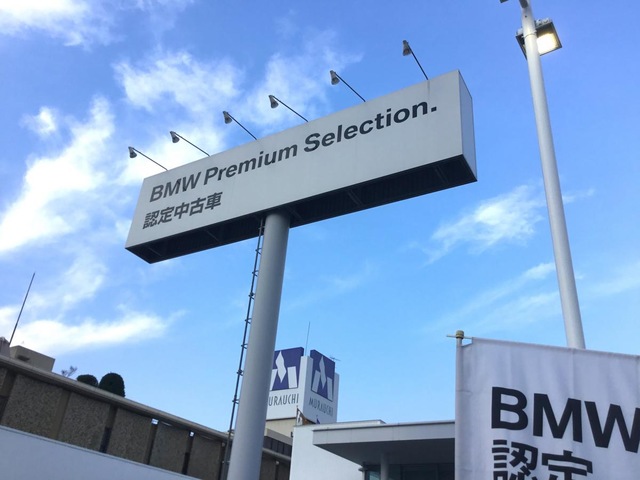 BMW Premium Selection.
認定中古車
MURAUCHI
MURAUCHI
BMW
認定